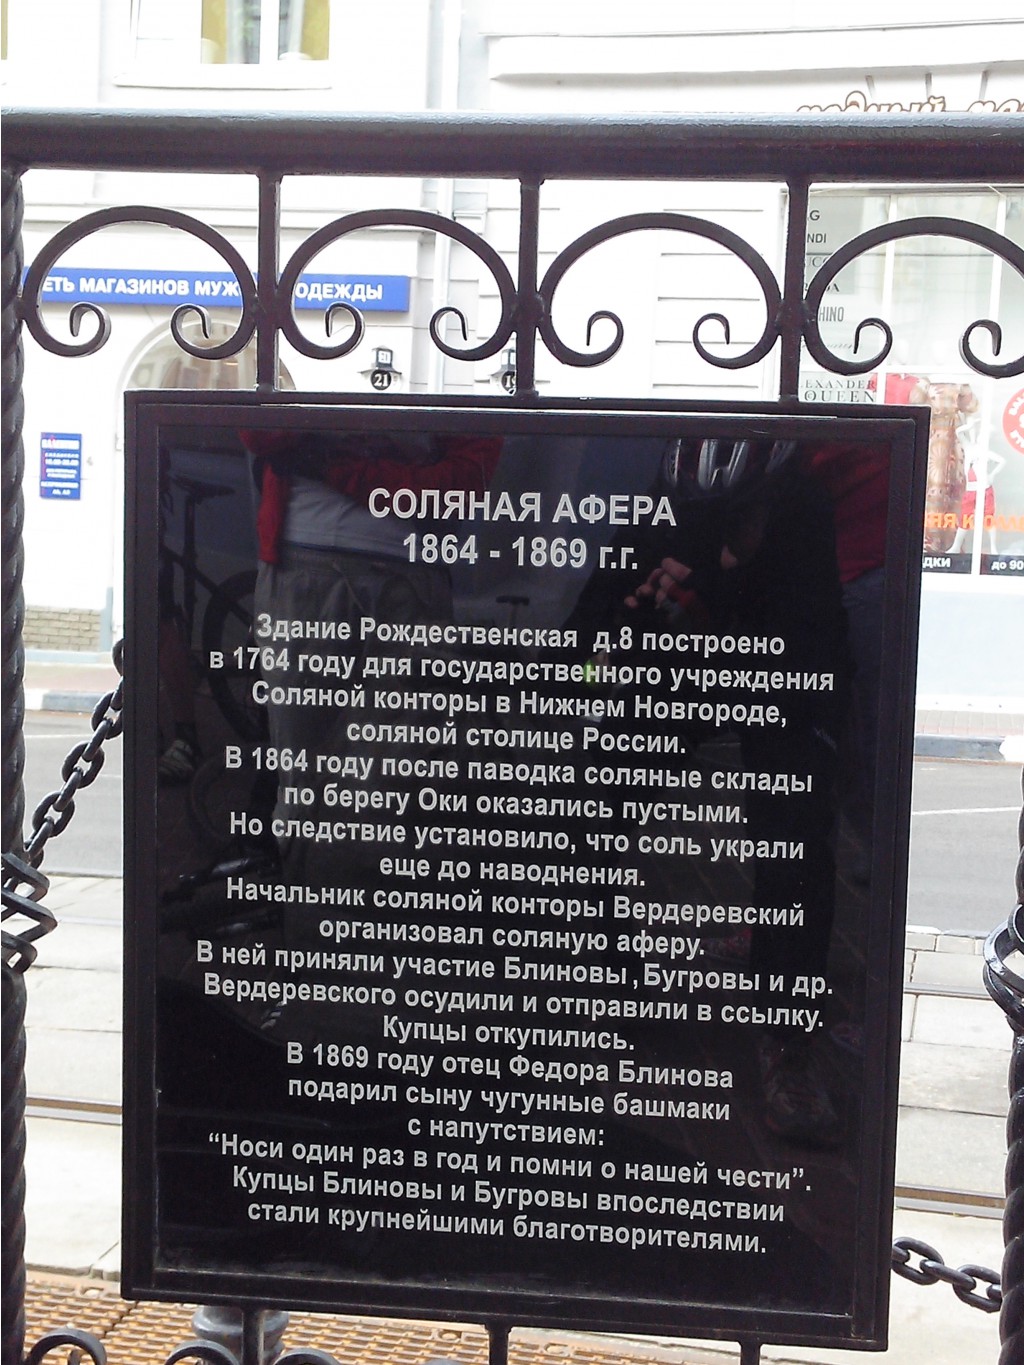 МАГАЗИНОВ
ОДЕЖДЫ
21
СОЛЯНАЯ АФЕРА
1864 - 1869 г.г.
Здание Рождественская д.8 построено
в 1764 году для государственного учреждения
Соляной конторы в Нижнем Новгороде,
соляной столице России.
В 1864 году после паводка соляные склады
по берегу Оки оказались пустыми.
Но следствие установило, что соль украли
еще до наводнения.
Начальник соляной конторы Вердеревский
организовал соляную аферу.
В ней приняли участие Блиновы, Бугровы и др.
Вердеревского осудили и отправили в ссылку.
Купцы откупились.
В 1869 году отец Федора Блинова
подарил сыну чугунные башмаки
с напутствием:
“Носи один раз в год и помни о нашей чести”.
Купцы Блиновы и Бугровы впоследствии
стали крупнейшими благотворителями.
QUEEN
до 90